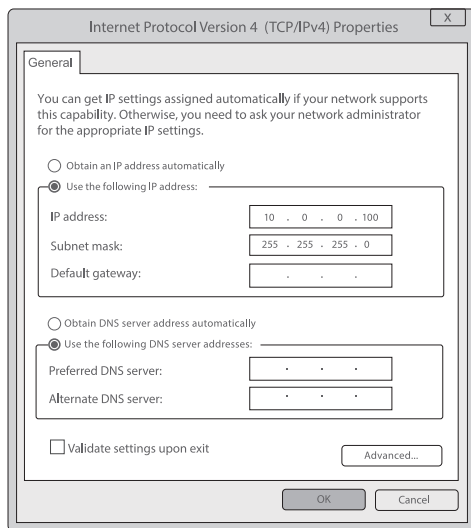 Internet Protocol Version 4 (TCP/IPv4) Properties
X
General
You can get IP settings assigned automatically if your network supports
this capability. Otherwise, you need to ask your network administrator
for the appropriate IP settings.
Obtain an IP address automatically
Use the following IP address:
IP address: 10 . 0 . 0 . 100
Subnet mask: 255 . 255 . 255 . 0
Default gateway: . . .
Obtain DNS server address automatically
Use the following DNS server addresses:
Preferred DNS server: . . .
Alternate DNS server: . . .
Validate settings upon exit
Advanced...
OK Cancel